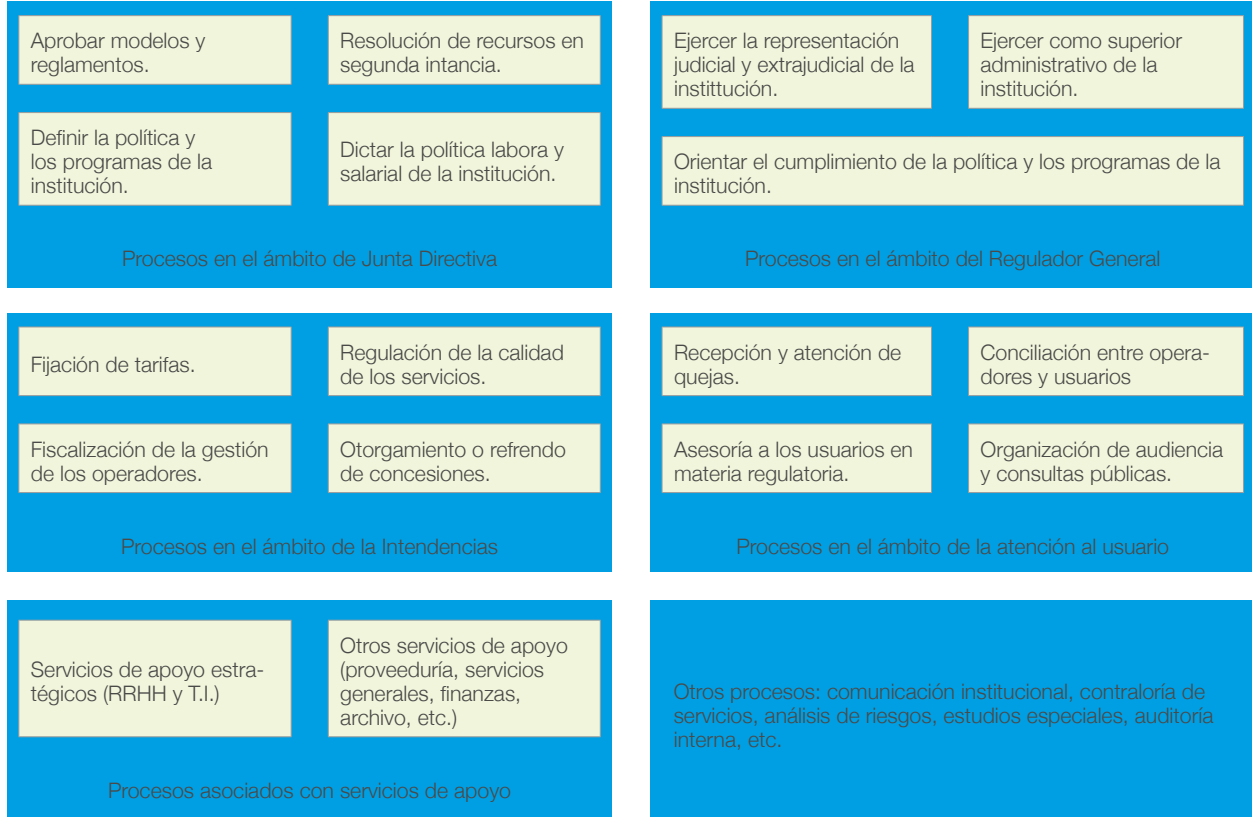 Aprobar modelos y
reglamentos.
Resolución de recursos en
segunda intancia.
Definir la política y
los programas de la
institución.
Dictar la política labora y
salarial de la institución.
Procesos en el ámbito de Junta Directiva
Ejercer la representación
judicial y extrajudicial de la
instittución.
Ejercer como superior
administrativo de la
institución.
Orientar el cumplimiento de la política y los programas de la
institución.
Procesos en el ámbito del Regulador General
Fijación de tarifas.
Regulación de la calidad
de los servicios.
Fiscalización de la gestión
de los operadores.
Otorgamiento o refrendo
de concesiones.
Procesos en el ámbito de la Intendencias
Recepción y atención de
quejas.
Conciliación entre opera-
dores y usuarios
Asesoría a los usuarios en
materia regulatoria.
Organización de audiencia
y consultas públicas.
Procesos en el ámbito de la atención al usuario
Servicios de apoyo estra-
tégicos (RRHH y T.I.)
Otros servicios de apoyo
(proveeduría, servicios
generales, finanzas,
archivo, etc.)
Procesos asociados con servicios de apoyo
Otros procesos: comunicación institucional, contraloría de
servicios, análisis de riesgos, estudios especiales, auditoría
interna, etc.